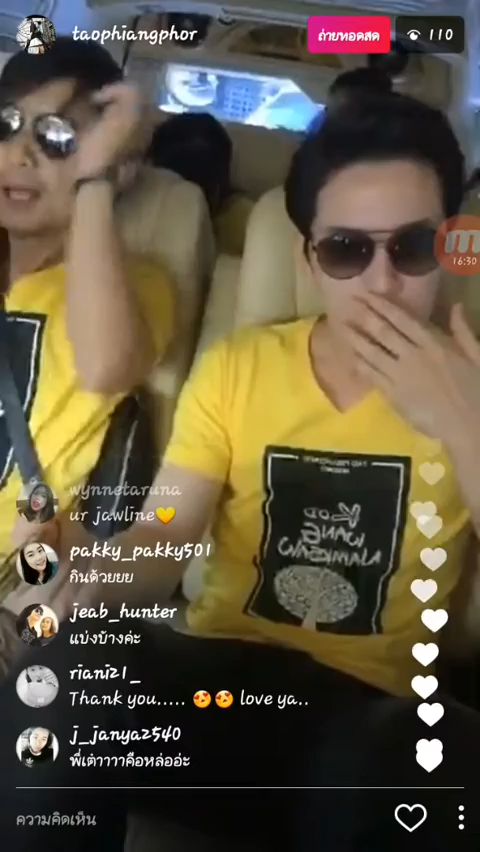 taophiangphor
ถ่ายทอดสด
110
16:30
wynnetaruna
ur jawline💛
pakky_pakky501
กินด้วยยย
jeab_hunter
แบ่งบ้างค่ะ
riani21_
Thank you..... 😍😍 love ya..
j_janya2540
พี่เต๋าาาาคือหล่ออ่ะ
ความคิดเห็น